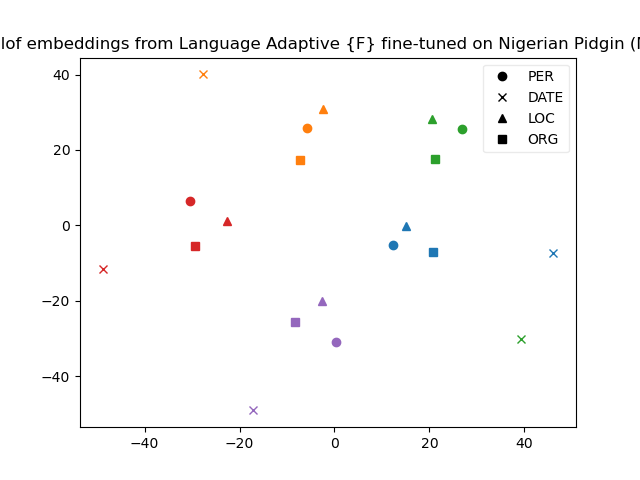 lof embeddings from Language Adaptive {F} fine-tuned on Nigerian Pidgin (N
PER
DATE
LOC
ORG
40
20
0
−20
−40
−40 −20 0 20 40